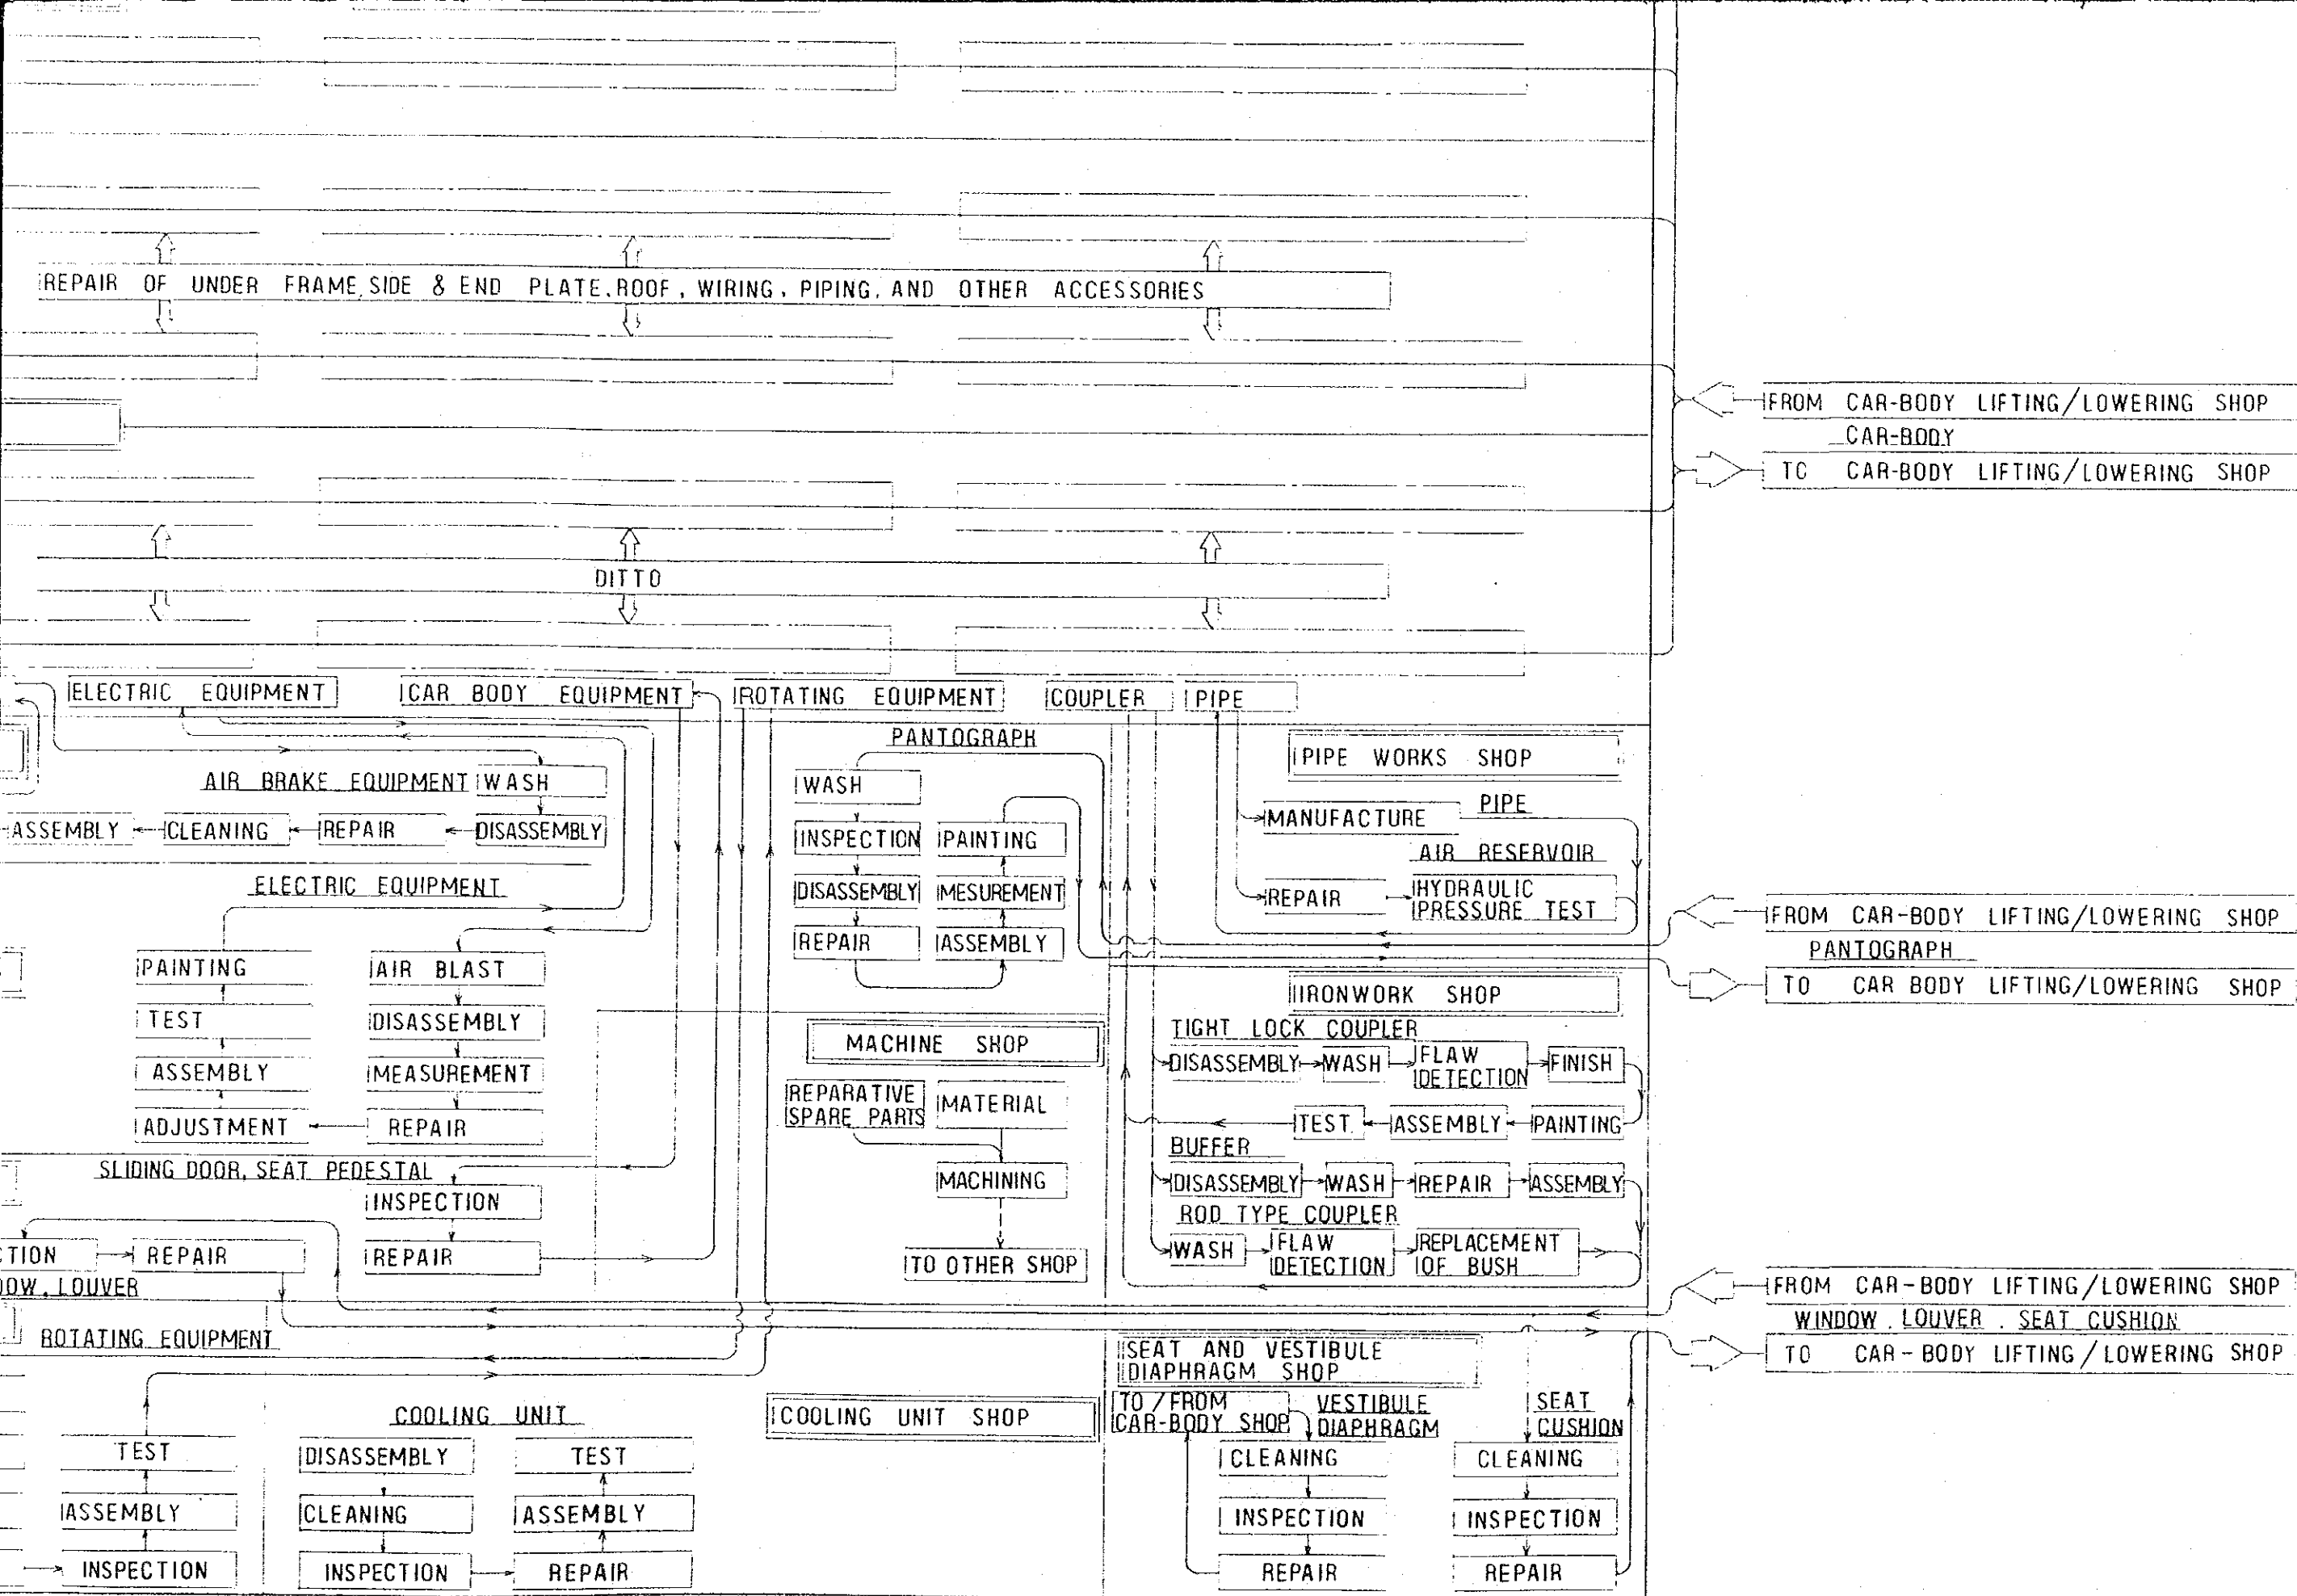 REPAIR OF UNDER FRAME, SIDE & END PLATE, ROOF, WIRING, PIPING, AND OTHER ACCESSORIES
FROM CAR-BODY LIFTING/LOWERING SHOP
CAR-BODY
TO CAR-BODY LIFTING/LOWERING SHOP
DITTO
ELECTRIC EQUIPMENT
CAR BODY EQUIPMENT
ROTATING EQUIPMENT
COUPLER
PIPE
AIR BRAKE EQUIPMENT
WASH
ASSEMBLY
CLEANING
REPAIR
DISASSEMBLY
ELECTRIC EQUIPMENT
PAINTING
AIR BLAST
TEST
DISASSEMBLY
ASSEMBLY
MEASUREMENT
ADJUSTMENT
REPAIR
SLIDING DOOR, SEAT PEDESTAL
INSPECTION
REPAIR
CTION
REPAIR
DOW, LOUVER
ROTATING EQUIPMENT
TEST
ASSEMBLY
INSPECTION
COOLING UNIT
DISASSEMBLY
TEST
CLEANING
ASSEMBLY
INSPECTION
REPAIR
PANTOGRAPH
WASH
INSPECTION
PAINTING
DISASSEMBLY
MESUREMENT
REPAIR
ASSEMBLY
MACHINE SHOP
REPARATIVE
SPARE PARTS
MATERIAL
MACHINING
TO OTHER SHOP
COOLING UNIT SHOP
PIPE WORKS SHOP
PIPE
MANUFACTURE
AIR RESERVOIR
REPAIR
HYDRAULIC
PRESSURE TEST
FROM CAR-BODY LIFTING/LOWERING SHOP
PANTOGRAPH
TO CAR BODY LIFTING/LOWERING SHOP
IRONWORK SHOP
TIGHT LOCK COUPLER
DISASSEMBLY
WASH
FLAW
DETECTION
FINISH
TEST
ASSEMBLY
PAINTING
BUFFER
DISASSEMBLY
WASH
REPAIR
ASSEMBLY
ROD TYPE COUPLER
WASH
FLAW
DETECTION
REPLACEMENT
OF BUSH
FROM CAR-BODY LIFTING/LOWERING SHOP
WINDOW . LOUVER . SEAT CUSHION
TO CAR-BODY LIFTING/LOWERING SHOP
SEAT AND VESTIBULE
DIAPHRAGM SHOP
TO / FROM
CAR-BODY SHOP
VESTIBULE
DIAPHRAGM
SEAT
CUSHION
CLEANING
CLEANING
INSPECTION
INSPECTION
REPAIR
REPAIR